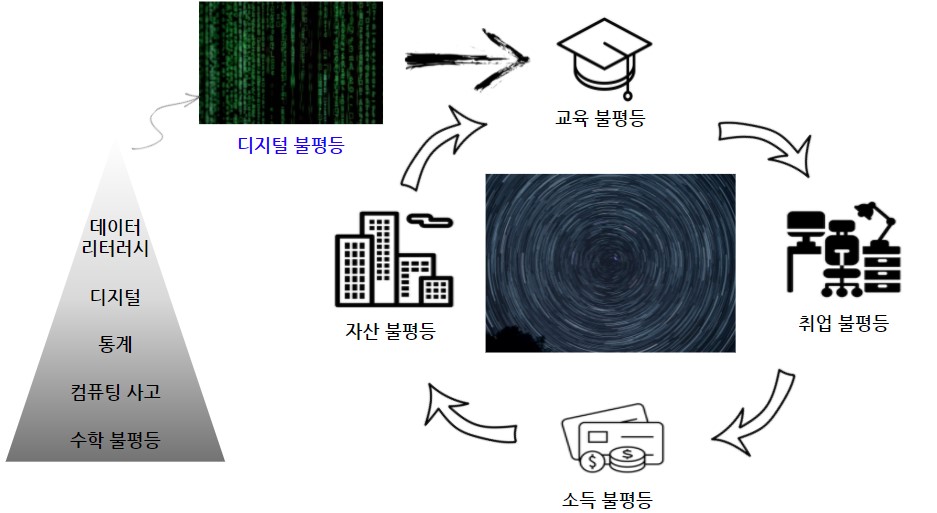 디지털 불평등
교육 불평등
데이터
리터러시
디지털
통계
컴퓨팅 사고
수학 불평등
자산 불평등
취업 불평등
소득 불평등
$
$